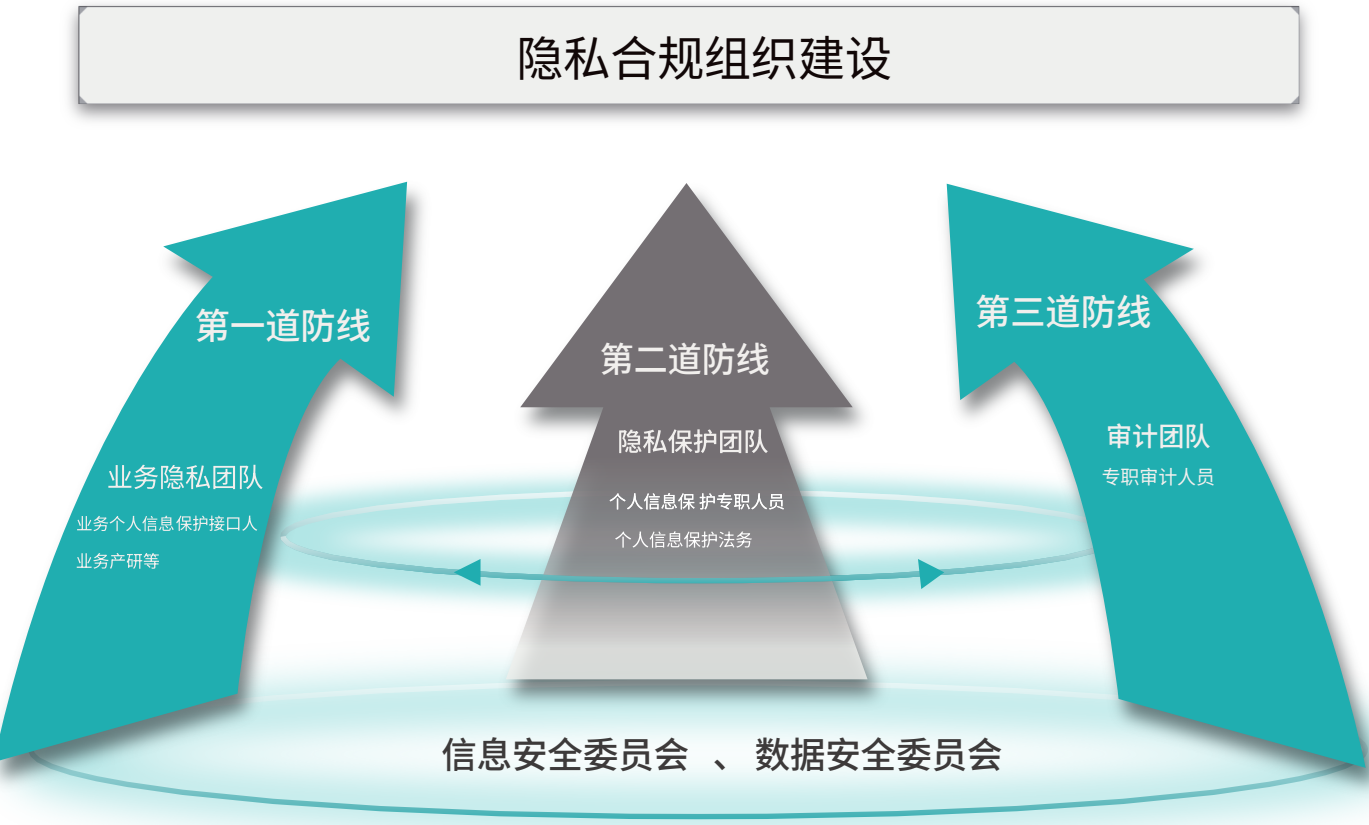 隐私合规组织建设
第一道防线
业务隐私团队
业务个人信息保护接口人
业务产研等
第二道防线
隐私保护团队
个人信息保 护专职人员
个人信息保护法务
第三道防线
审计团队
专职审计人员
信息安全委员会 、 数据安全委员会